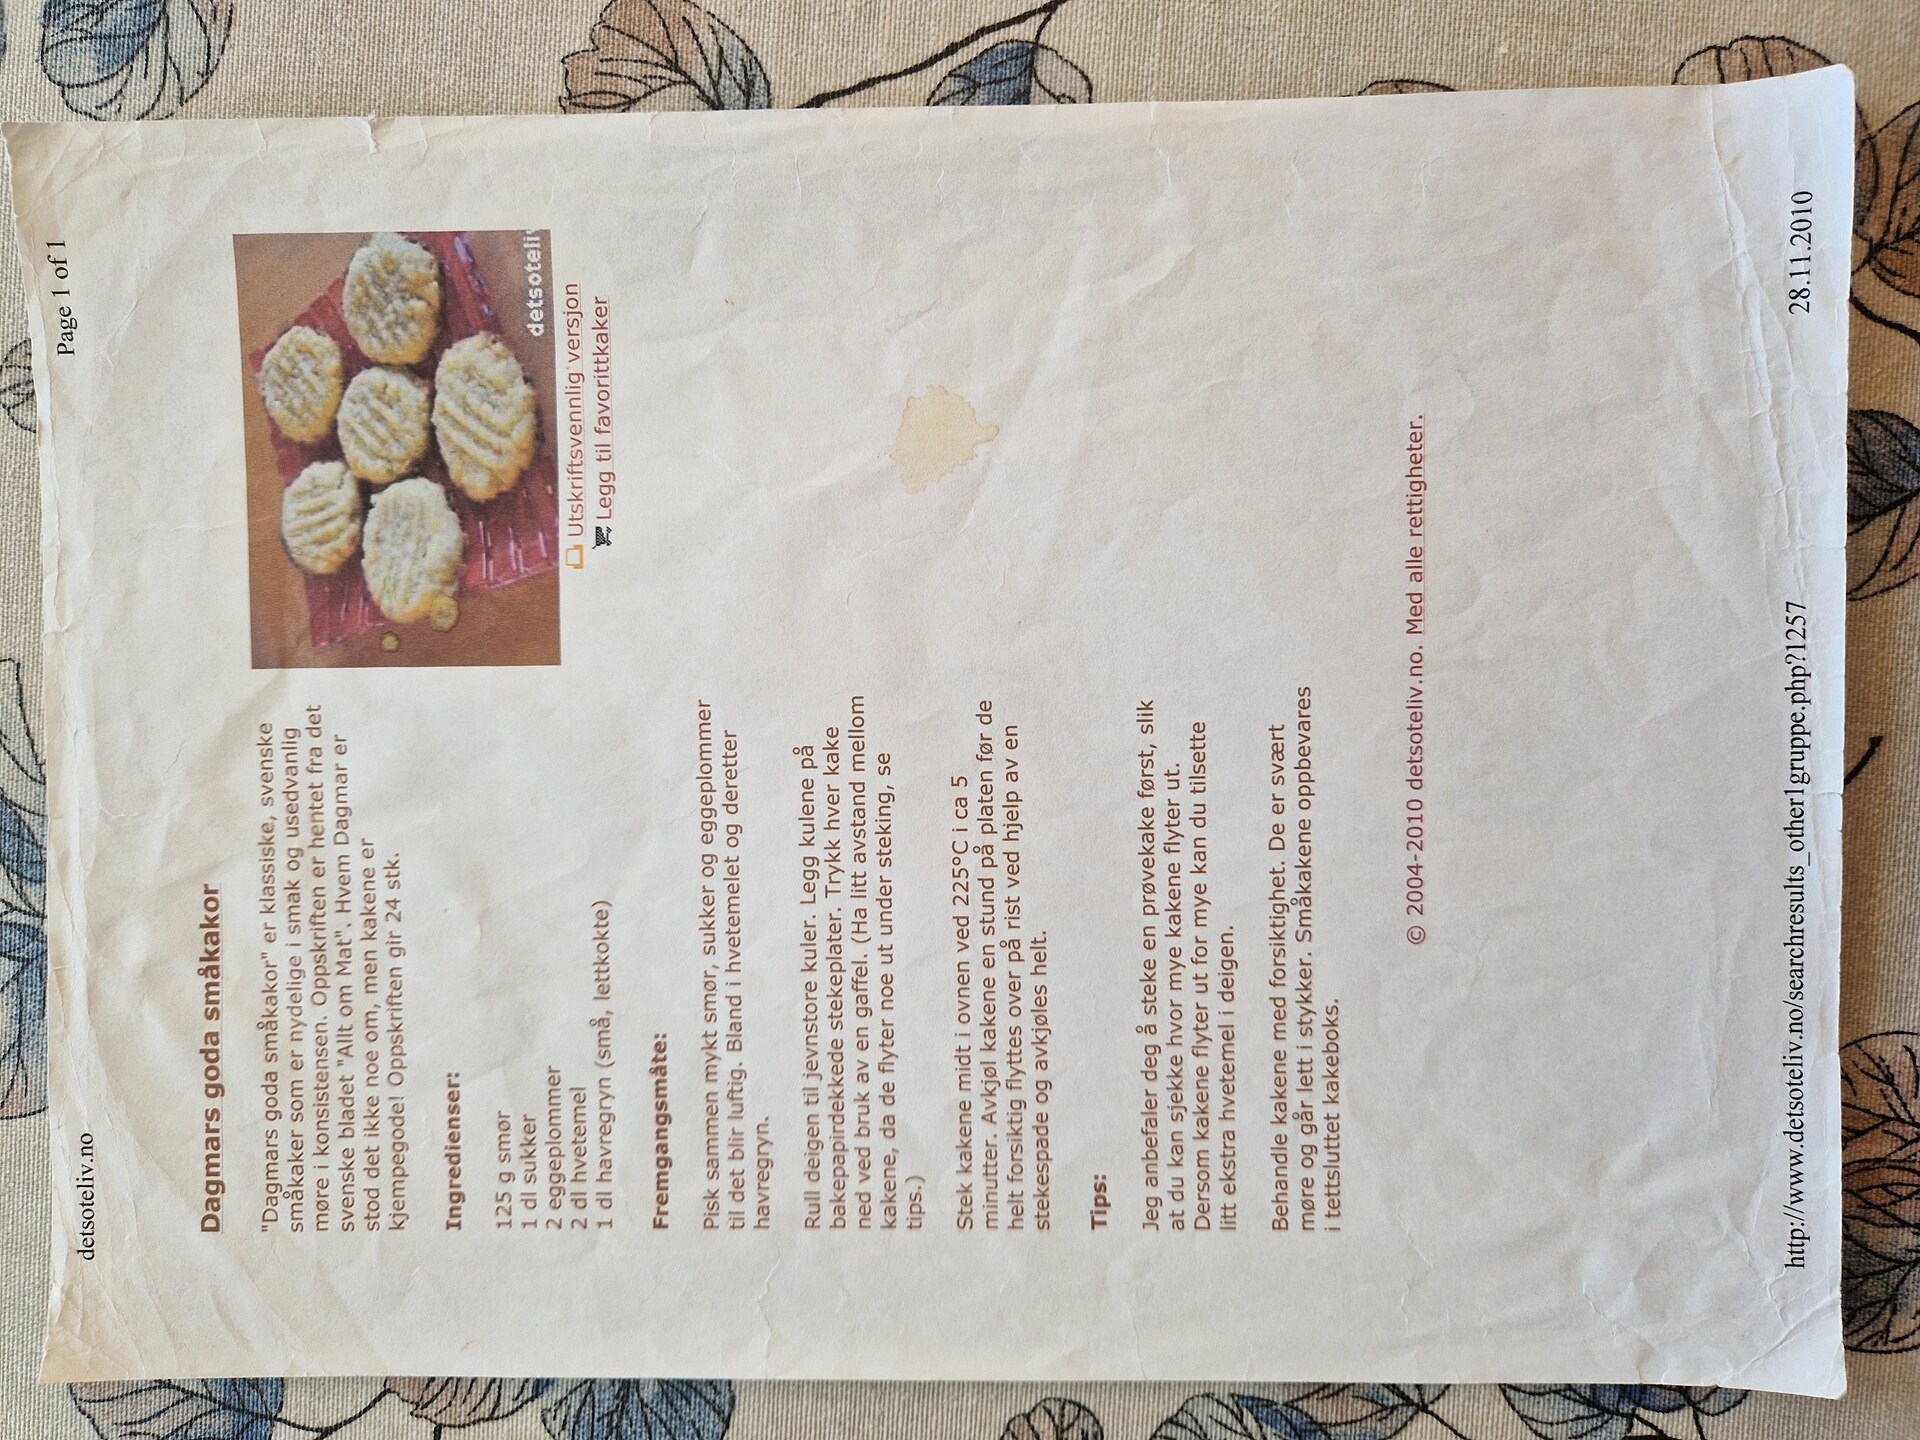 detsoteliv.no
Page 1 of 1
Dagmars goda småkakor
"Dagmars goda småkakor" er klassiske, svenske
småkaker som er nydelige i smak og usedvanlig
møre i konsistensen. Oppskriften er hentet fra det
svenske bladet "Allt om Mat". Hvem Dagmar er
stod det ikke noe om, men kakene er
kjempegode! Oppskriften gir 24 stk.
Ingredienser:
125 g smør
1 dl sukker
2 eggeplommer
2 dl hvetemel
1 dl havregryn (små, lettkokte)
Fremgangsmåte:
Pisk sammen mykt smør, sukker og eggeplommer
til det blir luftig. Bland i hvetemelet og deretter
havregryn.
Rull deigen til jevnstore kuler. Legg kulene på
bakepapirdekkede stekeplater. Trykk hver kake
ned ved bruk av en gaffel. (Ha litt avstand mellom
kakene, da de flyter noe ut under steking, se
tips.)
Stek kakene midt i ovnen ved 225°C i ca 5
minutter. Avkjøl kakene en stund på platen før de
helt forsiktig flyttes over på rist ved hjelp av en
stekespade og avkjøles helt.
Tips:
Jeg anbefaler deg å steke en prøvekake først, slik
at du kan sjekke hvor mye kakene flyter ut.
Dersom kakene flyter ut for mye kan du tilsette
litt ekstra hvetemel i deigen.
Behandle kakene med forsiktighet. De er svært
møre og går lett i stykker. Småkakene oppbevares
i tettsluttet kakeboks.
detsoteliv
Utskriftsvennlig versjon
Legg til favorittkaker
© 2004-2010 detsoteliv.no. Med alle rettigheter.
http://www.detsoteliv.no/searchresults_other1gruppe.php?1257
28.11.2010